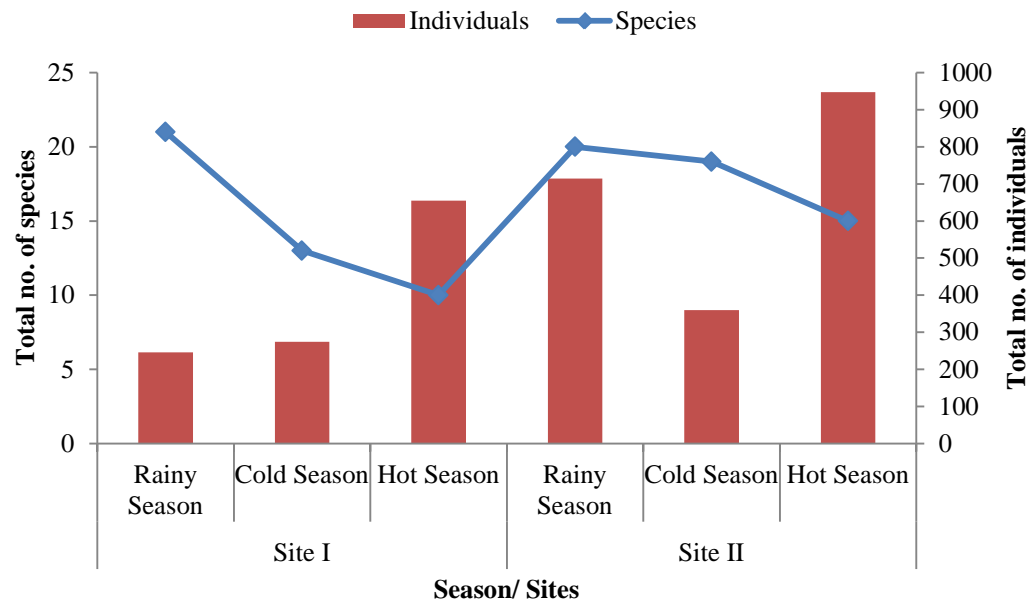 Individuals Species
Total no. of species
25
20
15
10
5
0
1000
900
800
700
600
500
400
300
200
100
0
Total no. of individuals
Rainy
Season
Cold Season
Hot Season
Rainy
Season
Cold Season
Hot Season
Site I
Site II
Season/ Sites